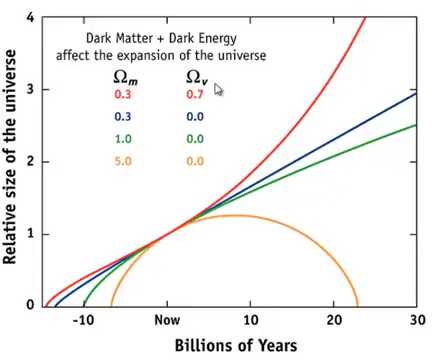 Dark Matter + Dark Energy
affect the expansion of the universe
Ωm Ωv
0.3 0.7
0.3 0.0
1.0 0.0
5.0 0.0
Relative size of the universe
4
3
2
1
0
-10 Now 10 20 30
Billions of Years